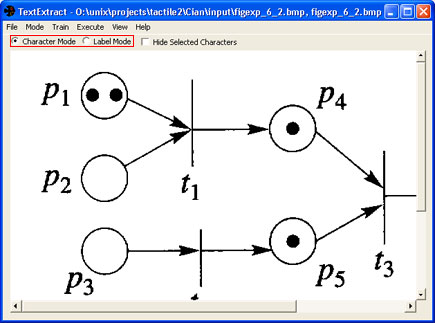 TextExtract - O:\unix\projects\tactile2\Cian\input\figexp_6_2.bmp, figexp_6_2.bmp
File Mode Train Execute View Help
Character Mode Label Mode Hide Selected Characters
p1
p4
p2
t1
p3
p5
t3